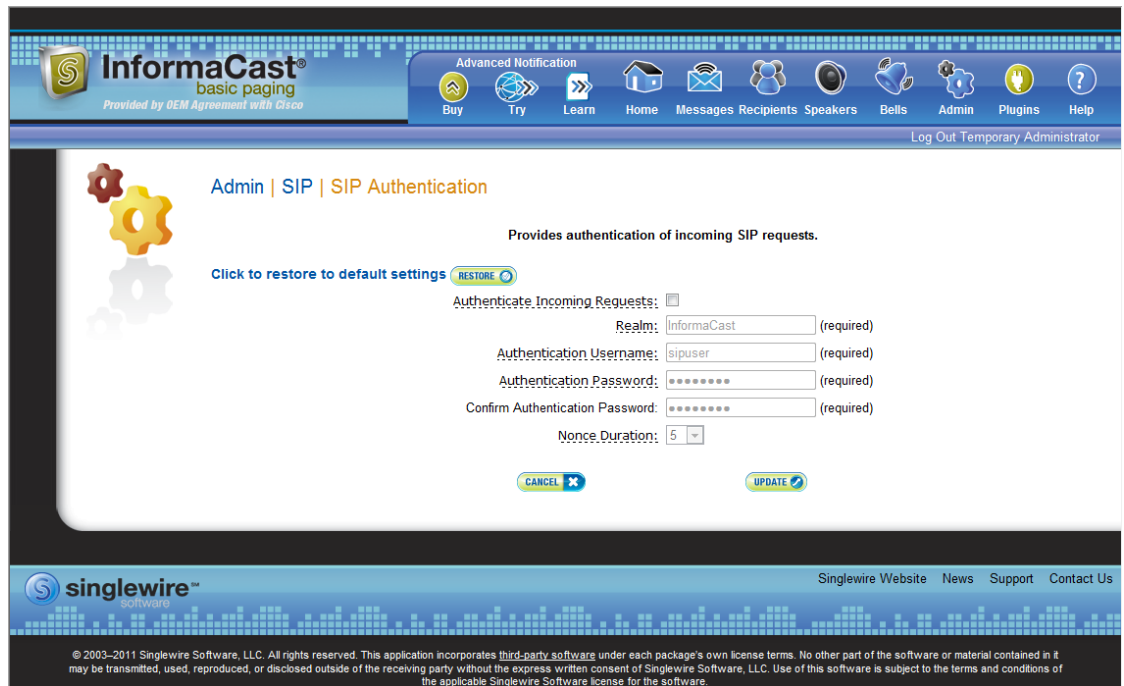 InformaCast®
basic paging
Provided by OEM Agreement with Cisco
Advanced Notification
Buy Try Learn Home Messages Recipients Speakers Bells Admin Plugins Help
Log Out Temporary Administrator
Admin | SIP | SIP Authentication
Provides authentication of incoming SIP requests.
Click to restore to default settings RESTORE
Authenticate Incoming Requests:
Realm: InformaCast (required)
Authentication Username: sipuser (required)
Authentication Password: •••••••• (required)
Confirm Authentication Password: •••••••• (required)
Nonce Duration: 5
CANCEL UPDATE
Singlewire Website News Support Contact Us
singlewire℠
software
© 2003–2011 Singlewire Software, LLC. All rights reserved. This application incorporates third-party software under each package's own license terms. No other part of the software or material contained in it
may be transmitted, used, reproduced, or disclosed outside of the receiving party without the express written consent of Singlewire Software, LLC. Use of this software is subject to the terms and conditions of
the applicable Singlewire Software license for the software.